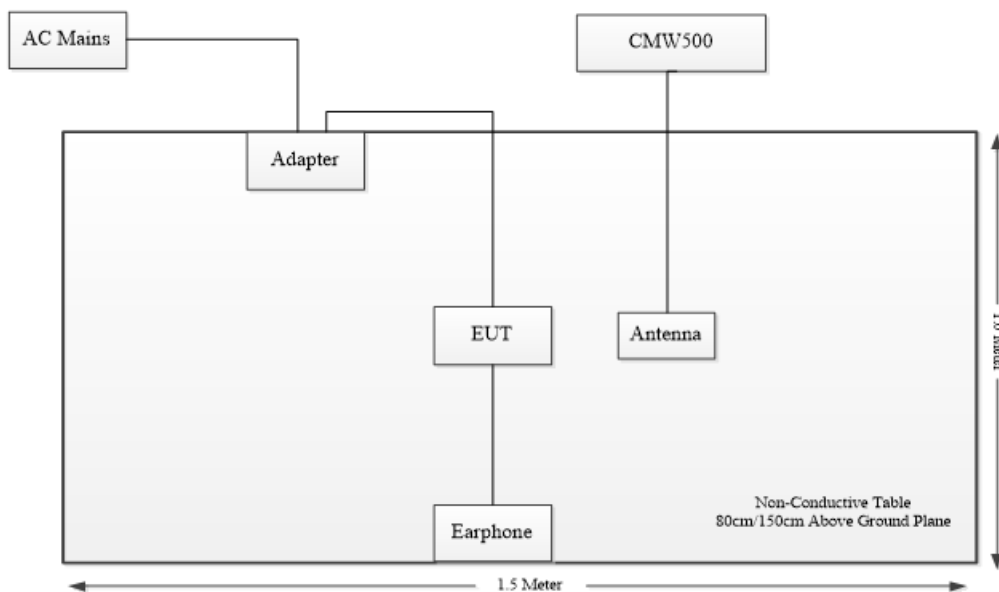 AC Mains
CMW500
Adapter
EUT
Antenna
Non-Conductive Table
80cm/150cm Above Ground Plane
Earphone
1.5 Meter